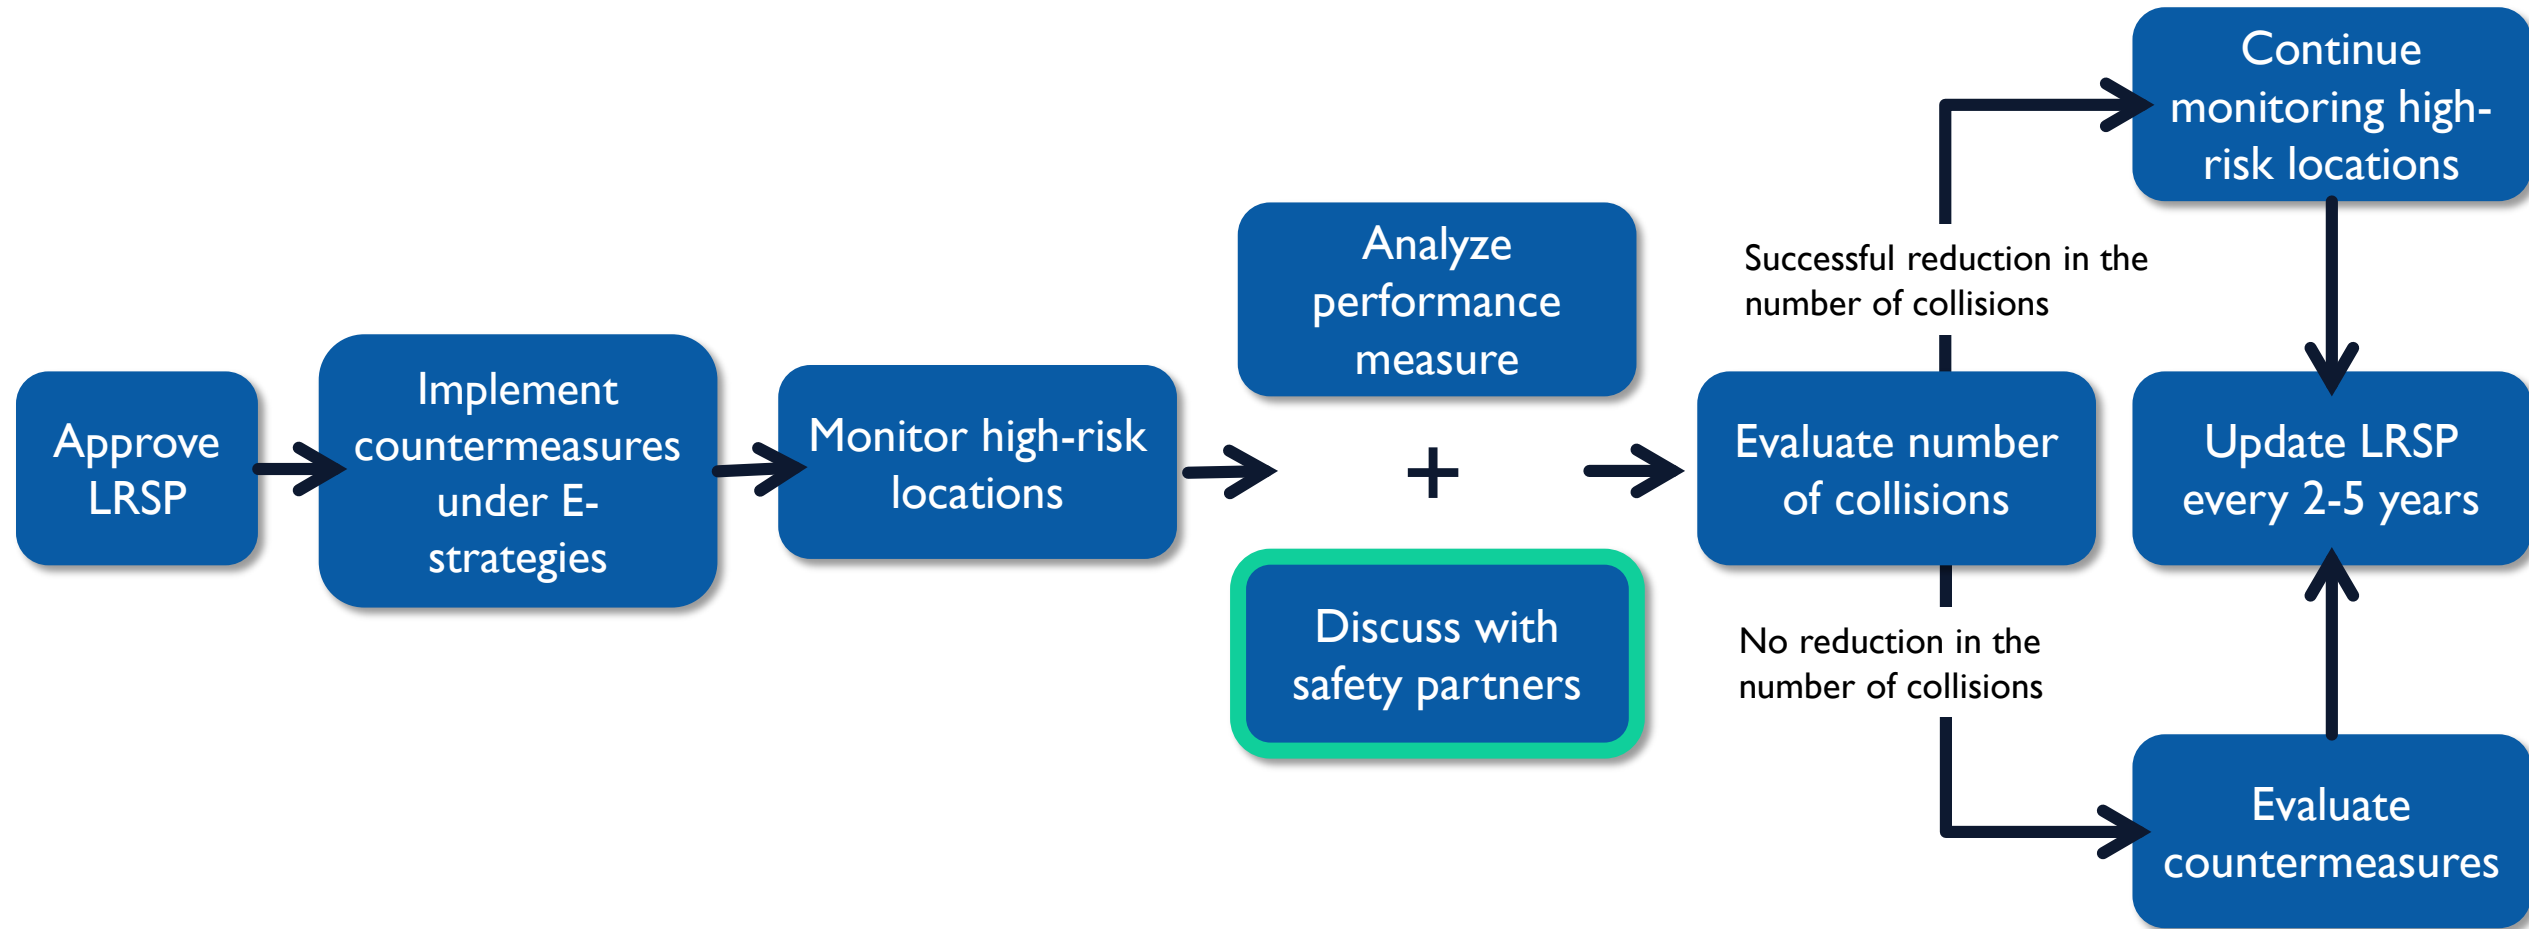 Approve
LRSP
Implement
countermeasures
under E-
strategies
Monitor high-risk
locations
Analyze
performance
measure
+
Discuss with
safety partners
Evaluate number
of collisions
Successful reduction in the
number of collisions
Continue
monitoring high-
risk locations
No reduction in the
number of collisions
Evaluate
countermeasures
Update LRSP
every 2-5 years